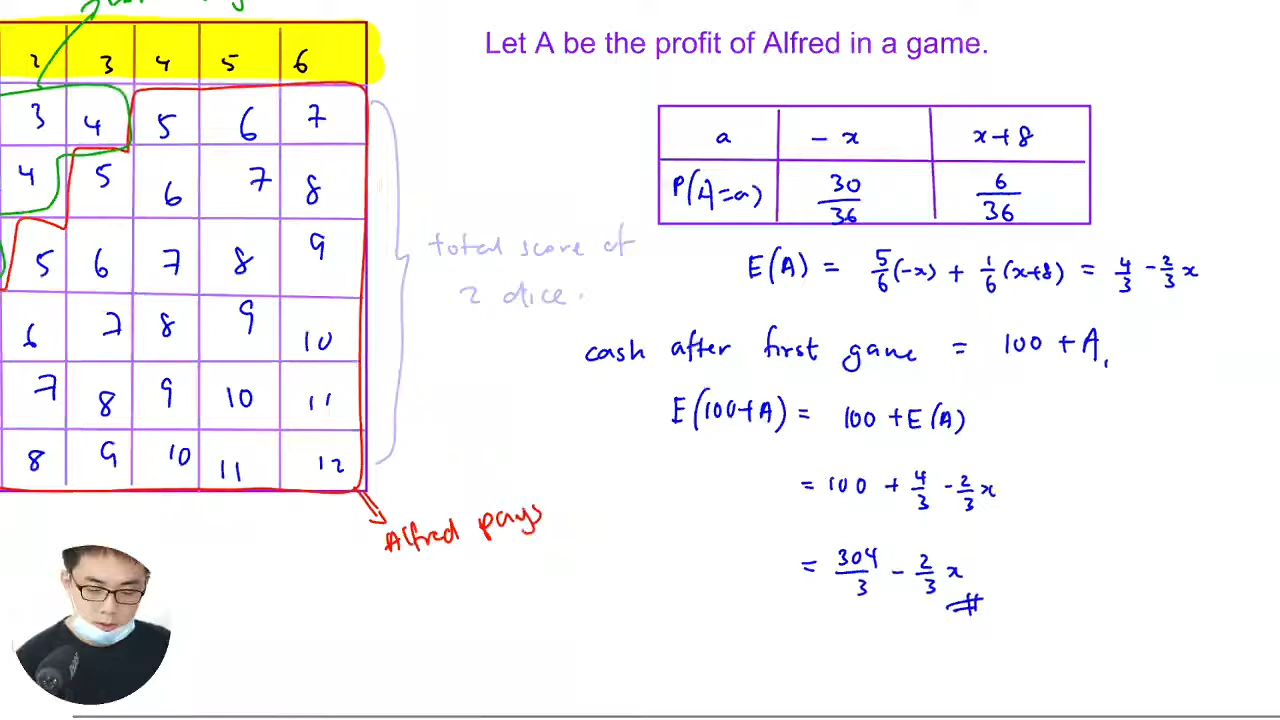 Let A be the profit of Alfred in a game.
2 3 4 5 6
3 4 5 6 7
4 5 6 7 8
5 6 7 8 9
6 7 8 9 10
7 8 9 10 11
8 9 10 11 12
total score of
2 dice.
Alfred pays
a - x x+8
P(A=a) 30/36 6/36
E(A) = 5/6(-x) + 1/6(x+8) = 4/3 - 2/3x
cash after first game = 100 + A,
E(100+A) = 100 + E(A)
= 100 + 4/3 - 2/3x
= 304/3 - 2/3 x